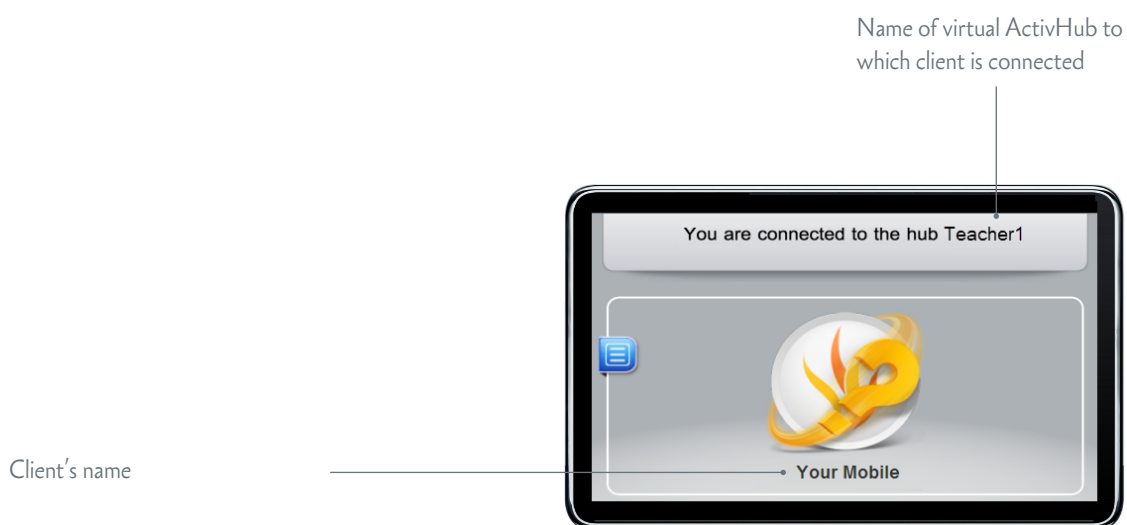 Name of virtual ActivHub to
which client is connected
You are connected to the hub Teacher1
Client's name
Your Mobile